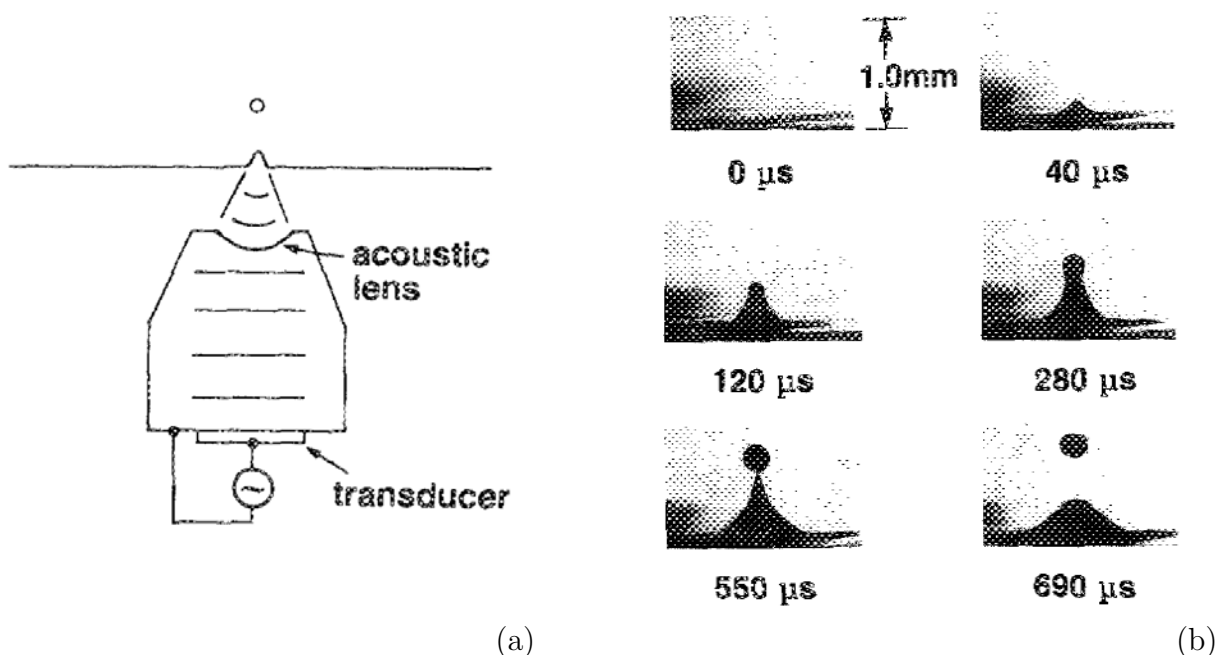 acoustic
lens
transducer
(a)
1.0mm
0 µs
40 µs
120 µs
280 µs
550 µs
690 µs
(b)